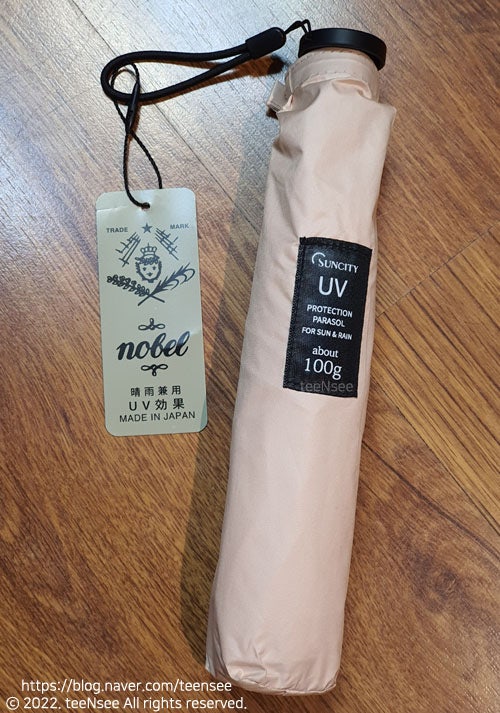 TRADE MARK
nobel
晴雨兼用
UV効果
MADE IN JAPAN
SUNCITY
UV
PROTECTION
PARASOL
FOR SUN & RAIN
about
100g
teeNsee
https://blog.naver.com/teensee
© 2022. teeNsee All rights reserved.